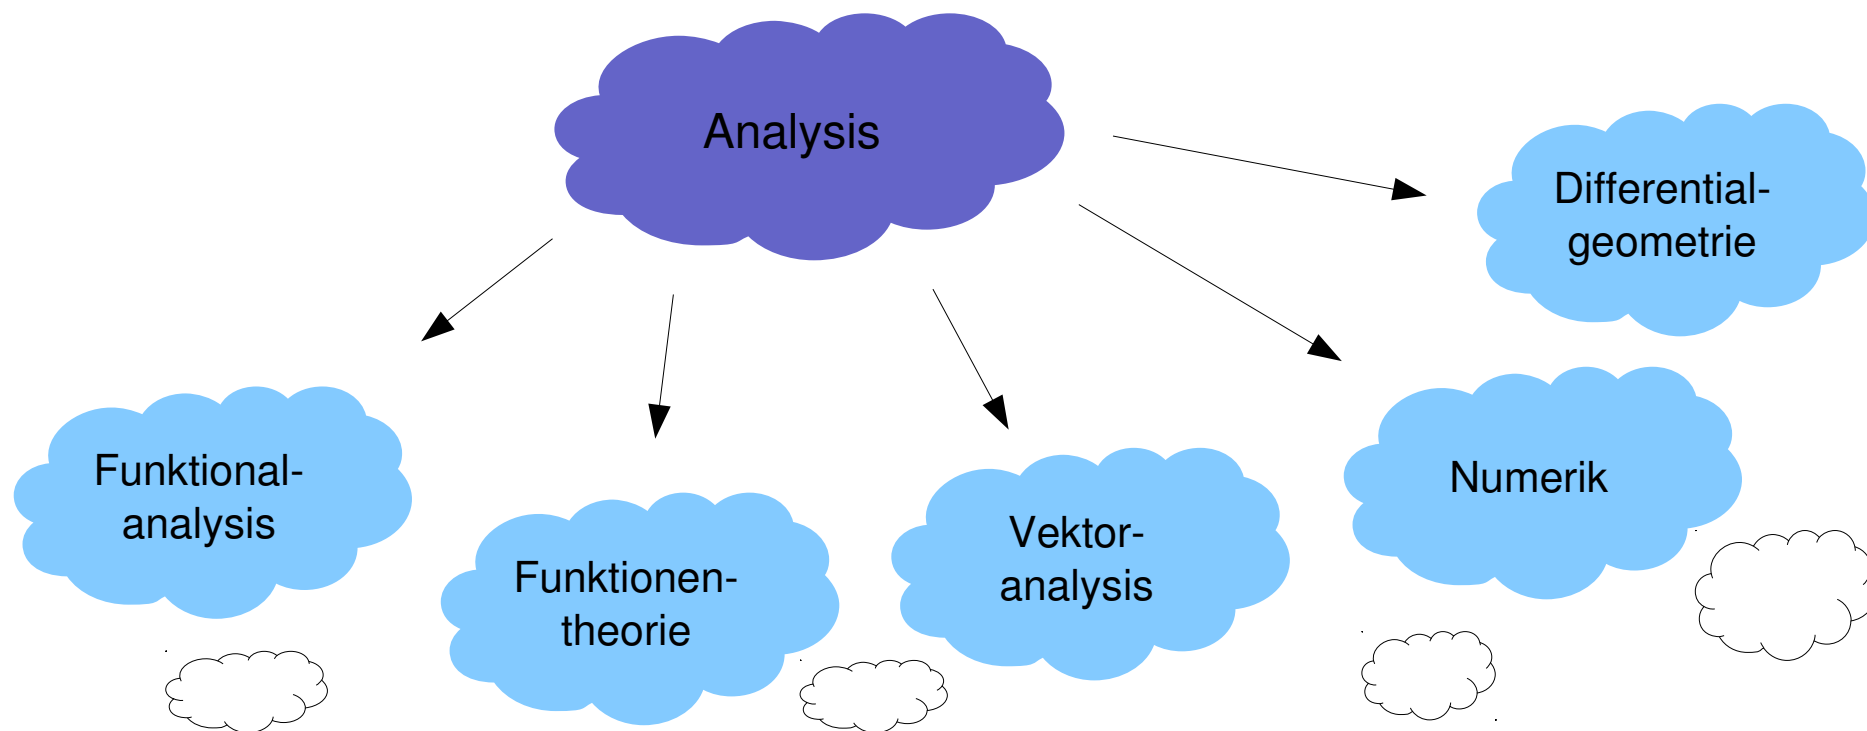 Analysis
Differential-
geometrie
Funktional-
analysis
Funktionen-
theorie
Vektor-
analysis
Numerik